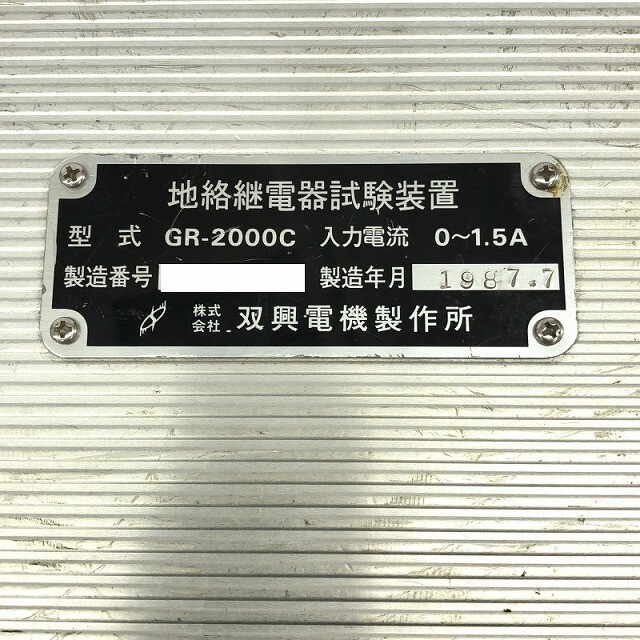 地絡継電器試験装置
型式 GR-2000C 入力電流 0〜1.5A
製造番号 製造年月 1987.7
株式会社 双興電機製作所